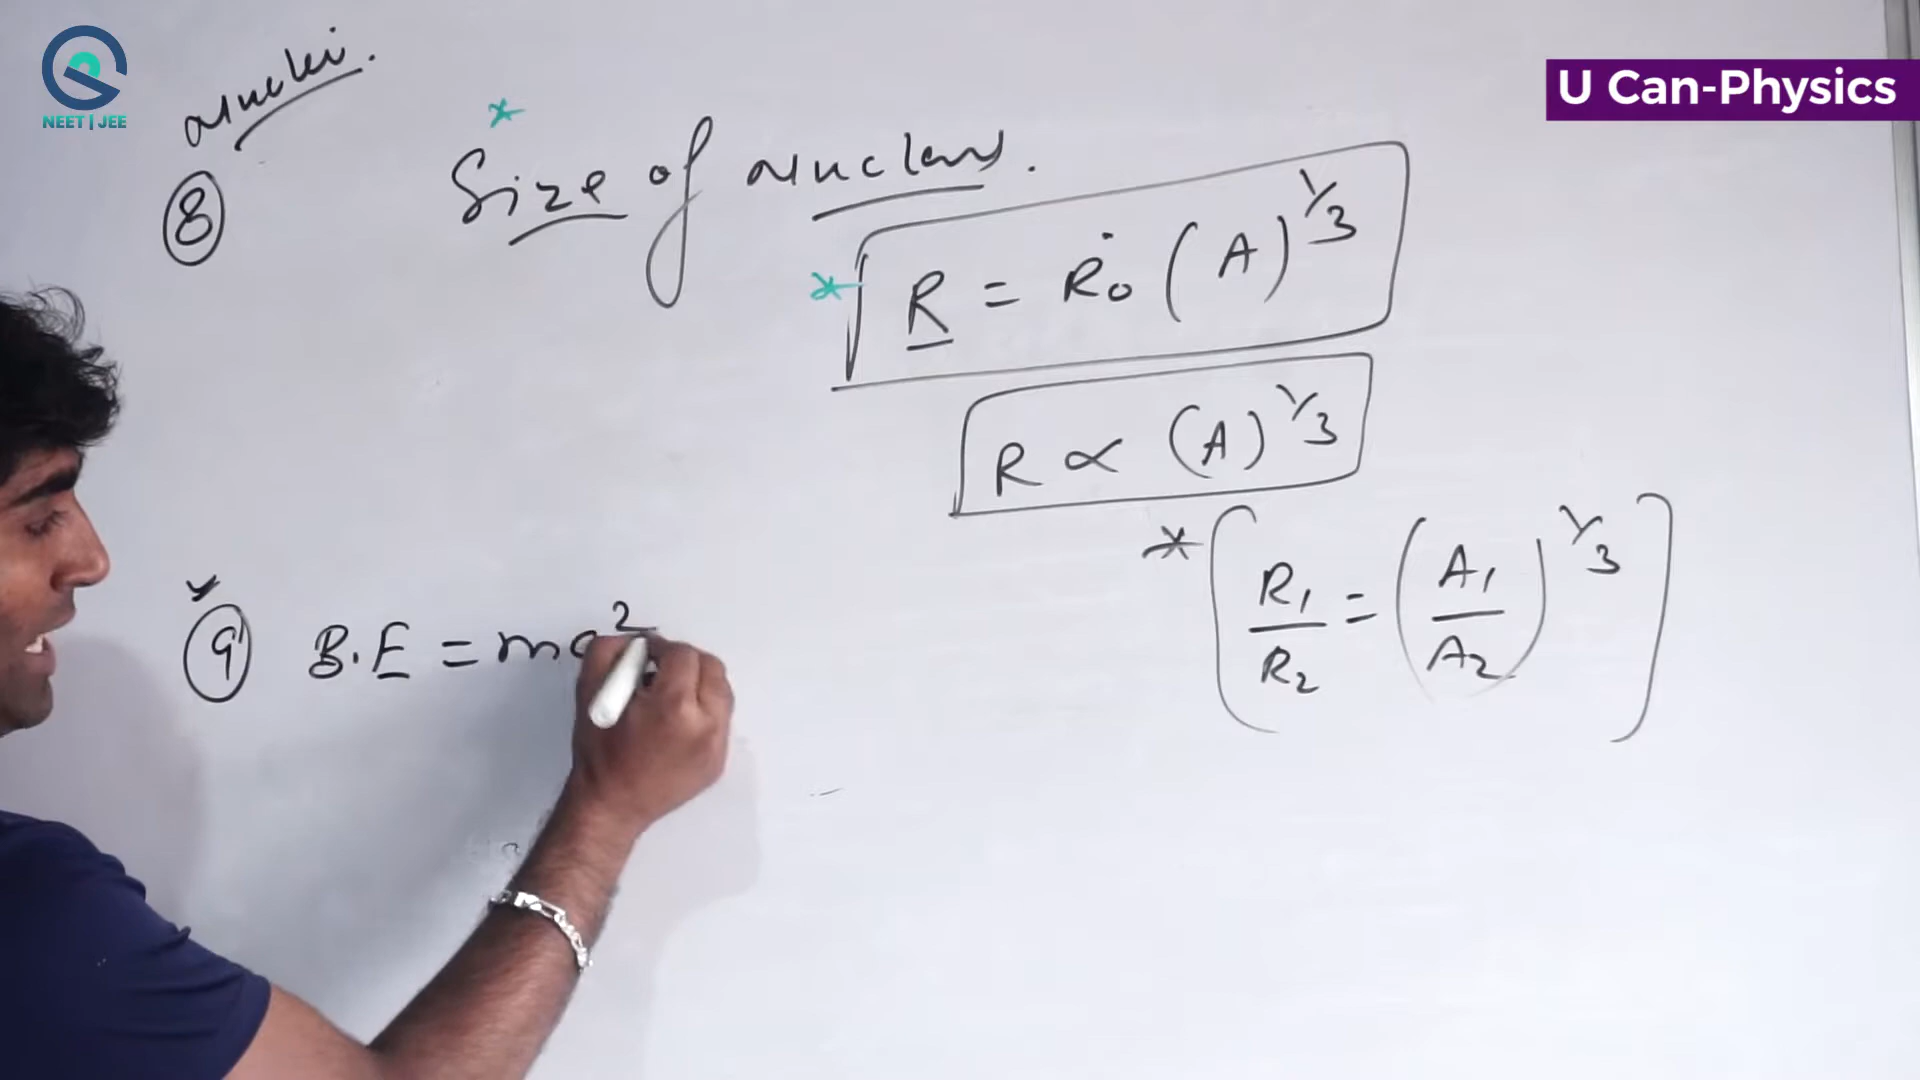 NEET | JEE
U Can-Physics
Nuclei.
8 Size of Nucleus.
R = R₀ (A)^1/3
R ∝ (A)^1/3
R₁/R₂ = (A₁/A₂)^1/3
9 B.E = mc²